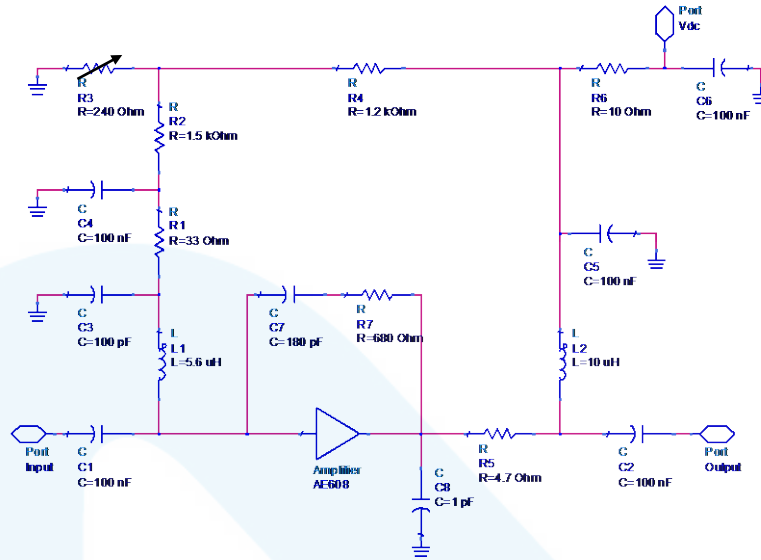 Port
Vdc
R
R3
R=240 Ohm
R
R4
R=1.2 kOhm
R
R6
R=10 Ohm
C
C6
C=100 nF
R
R2
R=1.5 kOhm
C
C4
C=100 nF
R
R1
R=33 Ohm
C
C5
C=100 nF
C
C3
C=100 pF
C
C7
C=180 pF
R
R7
R=680 Ohm
L
L1
L=5.6 uH
L
L2
L=10 uH
Port
Input
C
C1
C=100 nF
Amplifier
AE608
C
C8
C=1 pF
R
R5
R=4.7 Ohm
C
C2
C=100 nF
Port
Output